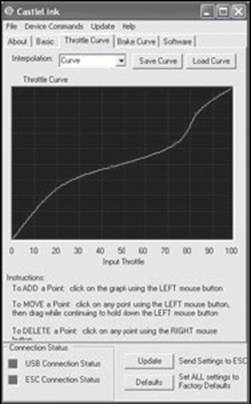 Castle Link
File Device Commands Update Help
About Basic Throttle Curve Brake Curve Software
Interpolation: Curve Save Curve Load Curve
Throttle Curve
0 10 20 30 40 50 60 70 80 90 100
Input Throttle
Instructions:
To ADD a Point: click on the graph using the LEFT mouse button
To MOVE a Point: click on any point using the LEFT mouse button,
then drag while continuing to hold down the LEFT mouse button
To DELETE a Point: click on any point using the RIGHT mouse
button
Connection Status
USB Connection Status
ESC Connection Status
Update Send Settings to ESC
Defaults Set ALL settings to
Factory Defaults